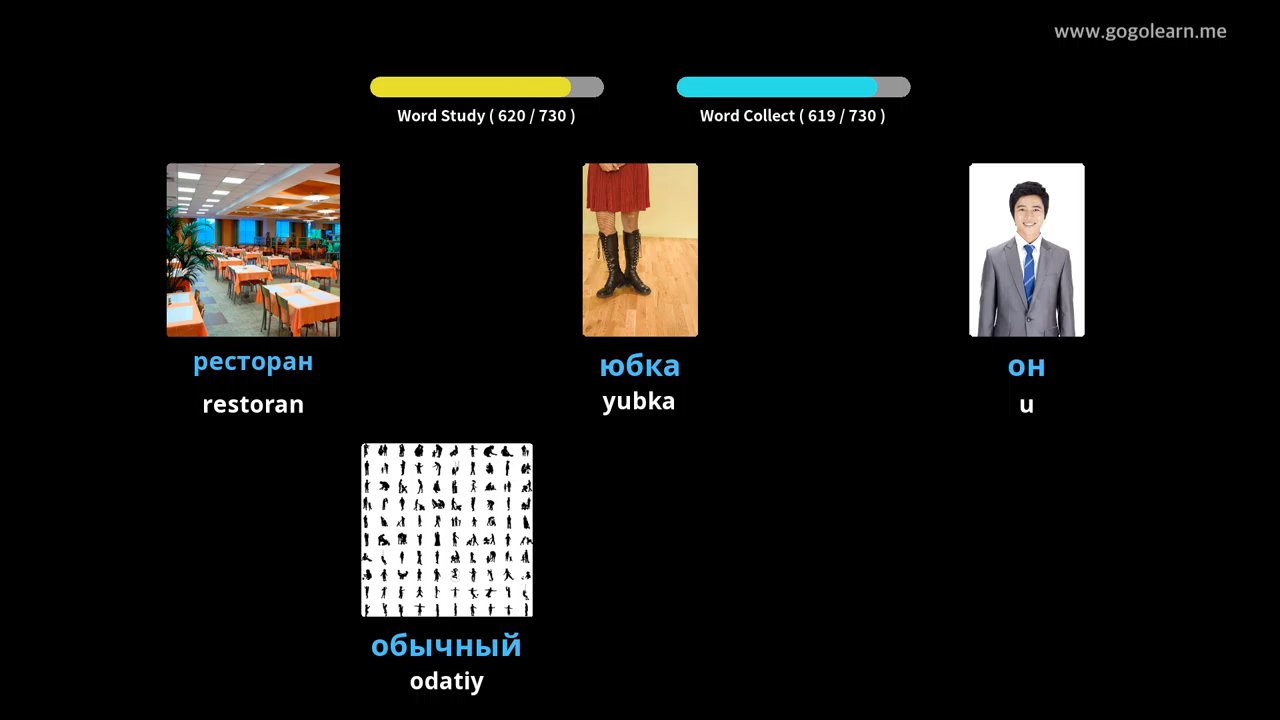 www.gogolearn.me
Word Study ( 620 / 730 )
Word Collect ( 619 / 730 )
ресторан
restoran
юбка
yubka
он
u
обычный
odatiy